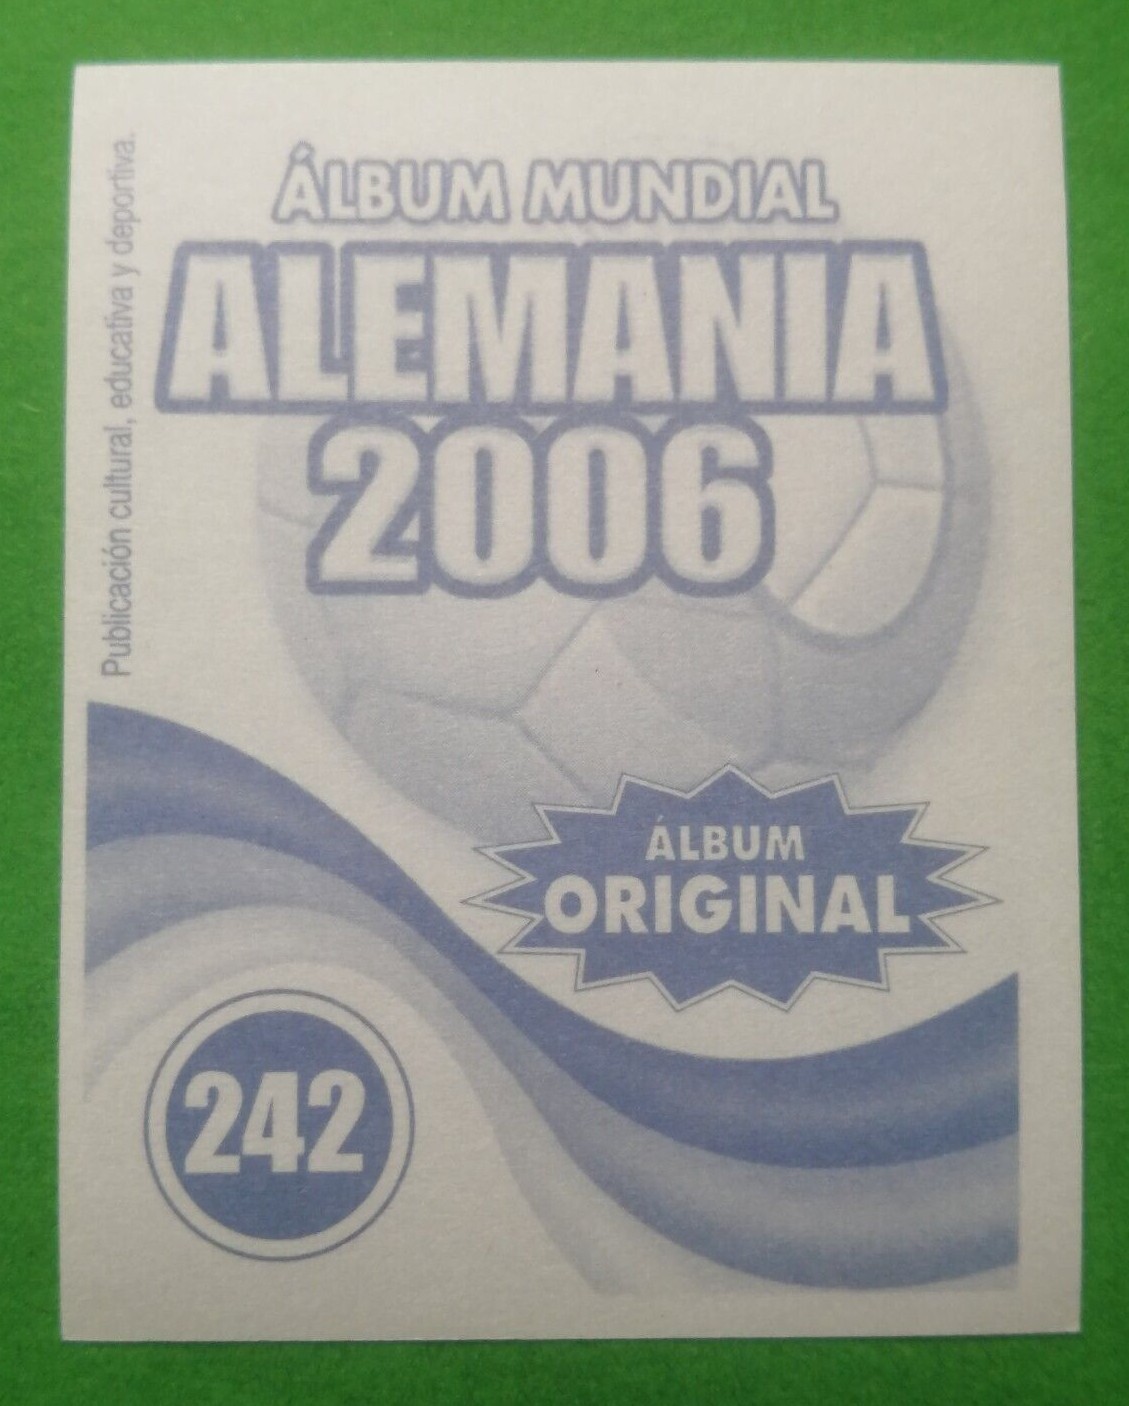 ÁLBUM MUNDIAL
ALEMANIA
2006
Publicación cultural, educativa y deportiva.
ÁLBUM
ORIGINAL
242